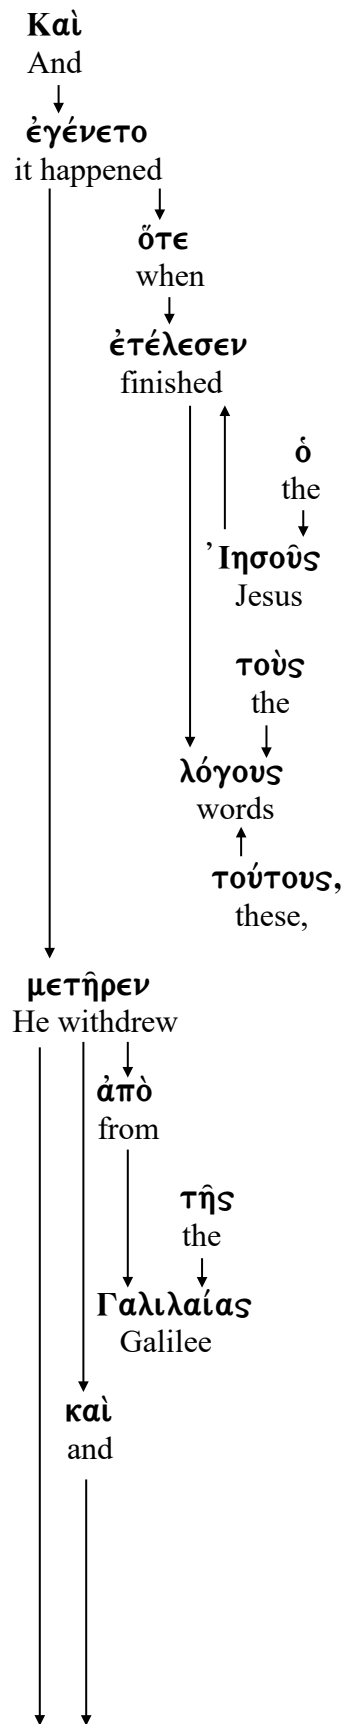 Καὶ
And
ἐγένετο
it happened
ὅτε
when
ἐτέλεσεν
finished
ὁ
the
Ἰησοῦς
Jesus
τοὺς
the
λόγους
words
τούτους,
these,
μετῆρεν
He withdrew
ἀπὸ
from
τῆς
the
Γαλιλαίας
Galilee
καὶ
and